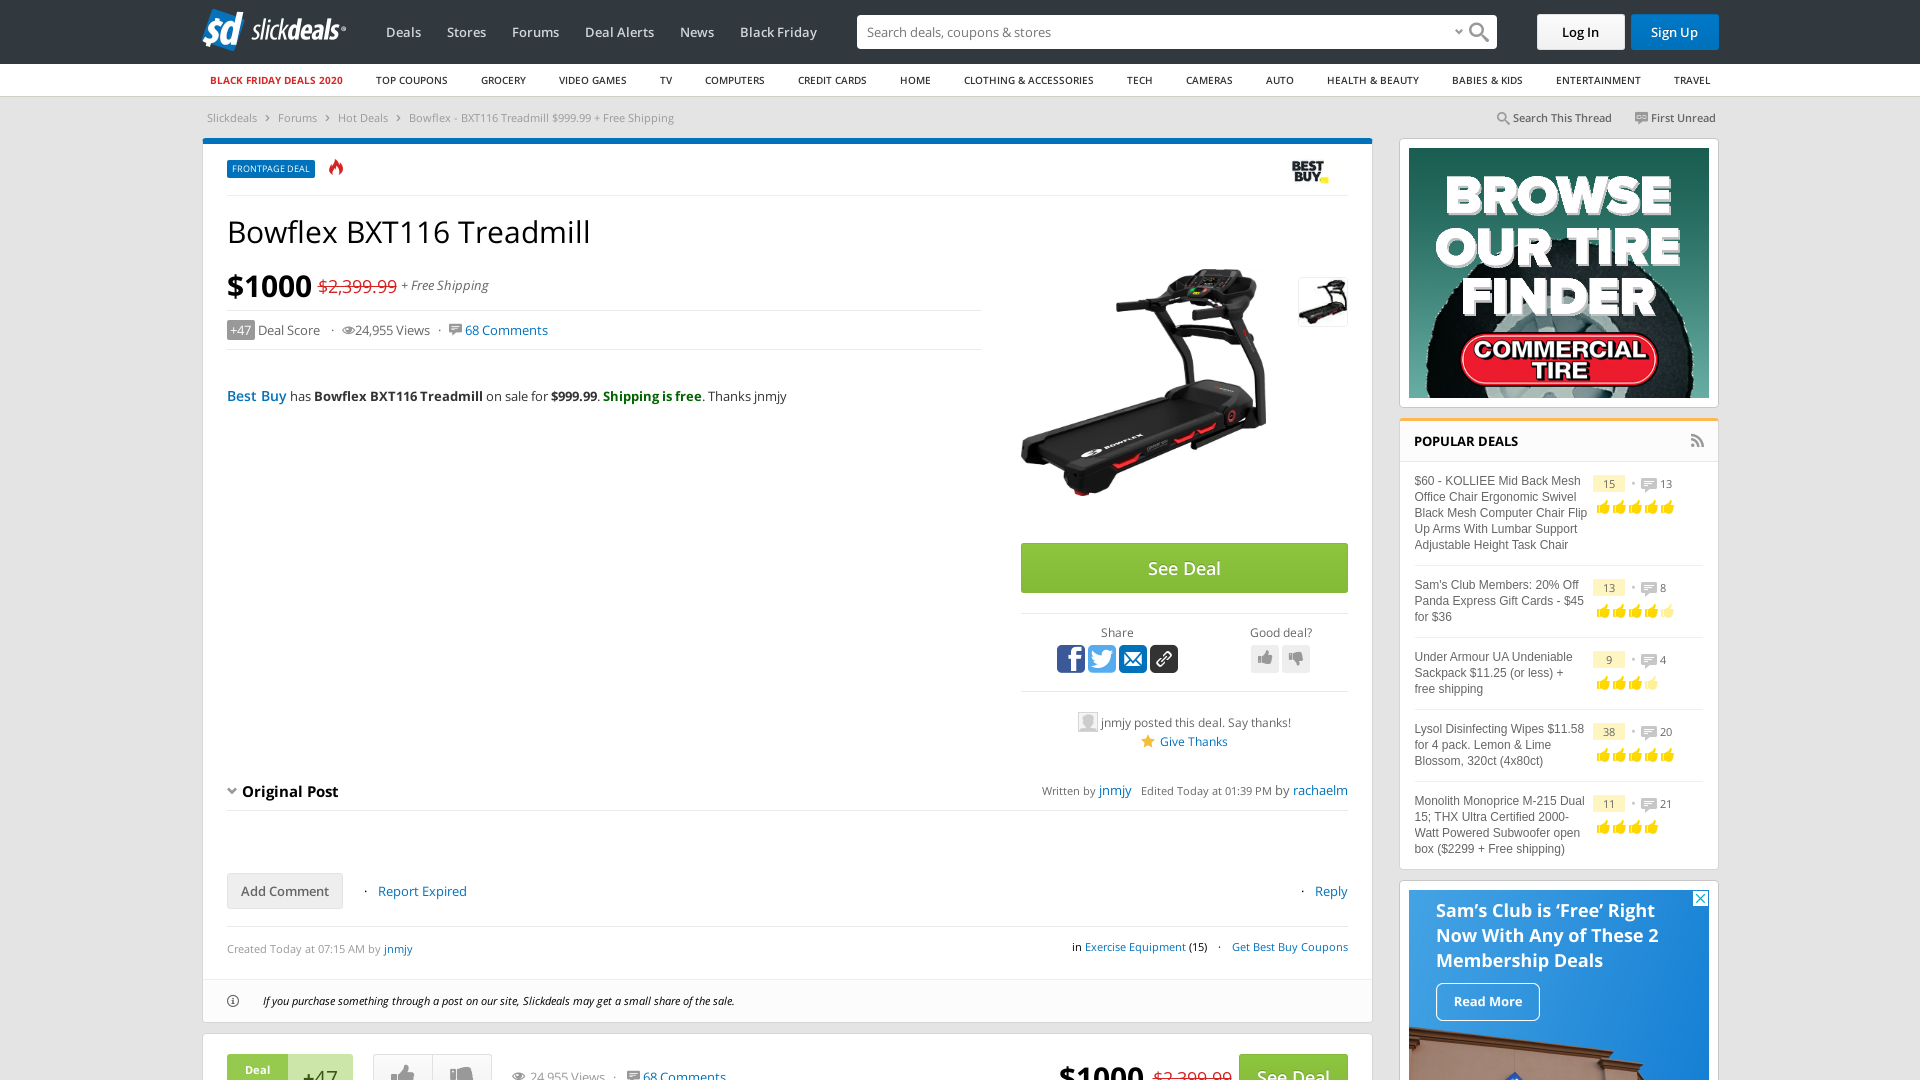 sd slickdeals
Deals Stores Forums Deal Alerts News Black Friday
Search deals, coupons & shops
Log In Sign Up
BLACK FRIDAY DEALS 2020 TOP COUPONS GROCERY VIDEO GAMES TV COMPUTERS CREDIT CARDS HOME CLOTHING & ACCESSORIES TECH CAMERAS AUTO HEALTH & BEAUTY BABIES & KIDS ENTERTAINMENT TRAVEL
Slickdeals › Forums › Hot Deals › Bowflex - BXT116 Treadmill $999.99 + Free Shipping
Search This Thread First Unread
FRONTPAGE DEAL
BEST BUY
Bowflex BXT116 Treadmill
$1000 $2,399.99 + Free Shipping
+47 Deal Score · 24,955 Views · 68 Comments
Best Buy has Bowflex BXT116 Treadmill on sale for $999.99. Shipping is free. Thanks jnmjy
BOWFLEX
See Deal
Share Good deal?
jnmjy posted this deal. Say thanks!
Give Thanks
Original Post
Written by jnmjy Edited Today at 01:39 PM by rachaelm
Add Comment · Report Expired
· Reply
Created Today at 07:15 AM by jnmjy
in Exercise Equipment (15) · Get Best Buy Coupons
If you purchase something through a post on our site, Slickdeals may get a small share of the sale.
Deal
+47
24,955 Views · 68 Comments
$1000 $2,399.99 See Deal
BROWSE
OUR TIRE
FINDER
COMMERCIAL
TIRE
POPULAR DEALS
$60 - KOLLIEE Mid Back Mesh
Office Chair Ergonomic Swivel
Black Mesh Computer Chair Flip
Up Arms With Lumbar Support
Adjustable Height Task Chair
15 • 13
Sam's Club Members: 20% Off
Panda Express Gift Cards - $45
for $36
13 • 8
Under Armour UA Undeniable
Sackpack $11.25 (or less) +
free shipping
9 • 4
Lysol Disinfecting Wipes $11.58
for 4 pack. Lemon & Lime
Blossom, 320ct (4x80ct)
38 • 20
Monolith Monoprice M-215 Dual
15; THX Ultra Certified 2000-
Watt Powered Subwoofer open
box ($2299 + Free shipping)
11 • 21
Sam's Club is 'Free' Right
Now With Any of These 2
Membership Deals
Read More